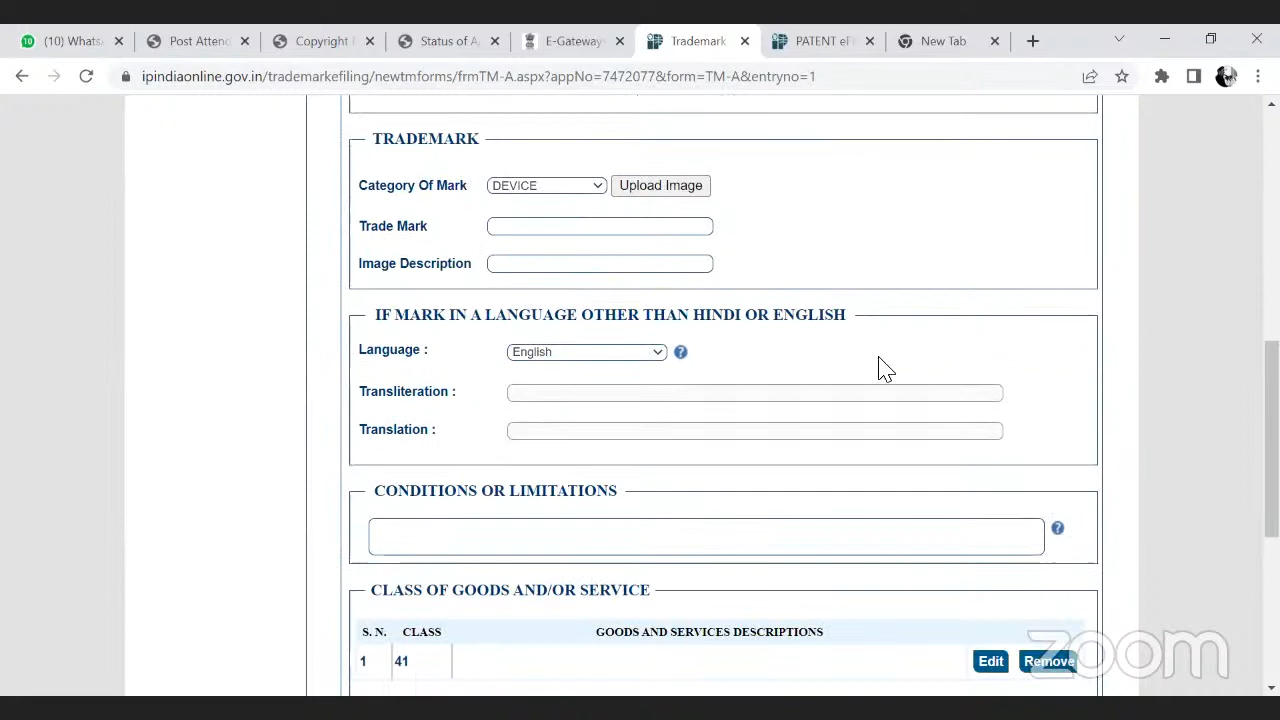 (10) Whats
Post Atten
Copyright
Status of A
E-Gateway
Trademark
PATENT eF
New Tab
ipindiaonline.gov.in/trademarkefiling/newtmforms/frmTM-A.aspx?appNo=7472077&form=TM-A&entryno=1
TRADEMARK
Category Of Mark DEVICE Upload Image
Trade Mark
Image Description
IF MARK IN A LANGUAGE OTHER THAN HINDI OR ENGLISH
Language : English
Transliteration :
Translation :
CONDITIONS OR LIMITATIONS
CLASS OF GOODS AND/OR SERVICE
S. N. CLASS GOODS AND SERVICES DESCRIPTIONS
1 41 Edit Remove
zoom